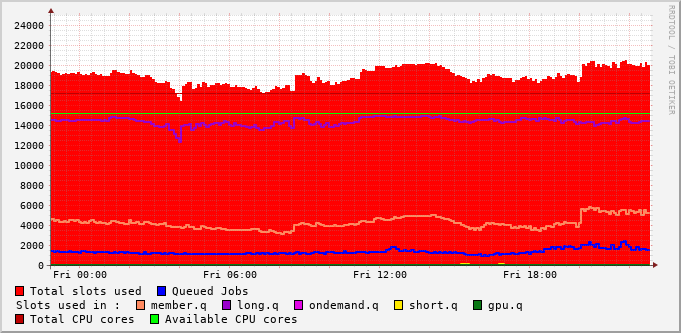 RRDTOOL / TOBI OETIKER
24000
22000
20000
18000
16000
14000
12000
10000
8000
6000
4000
2000
0
Fri 00:00 Fri 06:00 Fri 12:00 Fri 18:00
Total slots used Queued Jobs
Slots used in : member.q long.q ondemand.q short.q gpu.q
Total CPU cores Available CPU cores